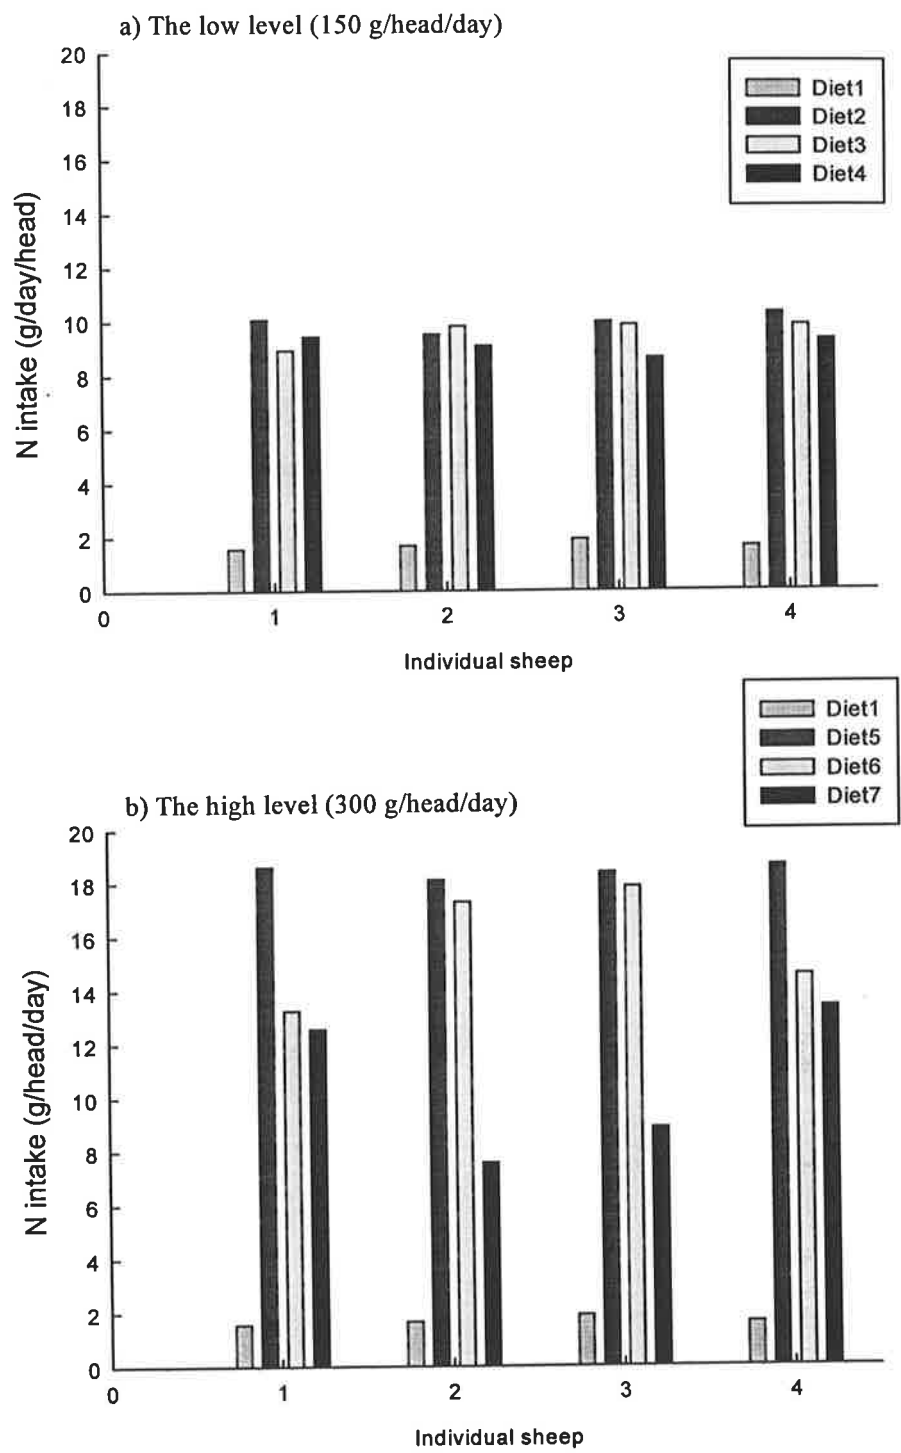 a) The low level (150 g/head/day)
20
18
16
14
12
10
8
6
4
2
0
N intake (g/day/head)
Diet1
Diet2
Diet3
Diet4
0 1 2 3 4
Individual sheep
Diet1
Diet5
Diet6
Diet7
b) The high level (300 g/head/day)
20
18
16
14
12
10
8
6
4
2
0
N intake (g/head/day)
0 1 2 3 4
Individual sheep